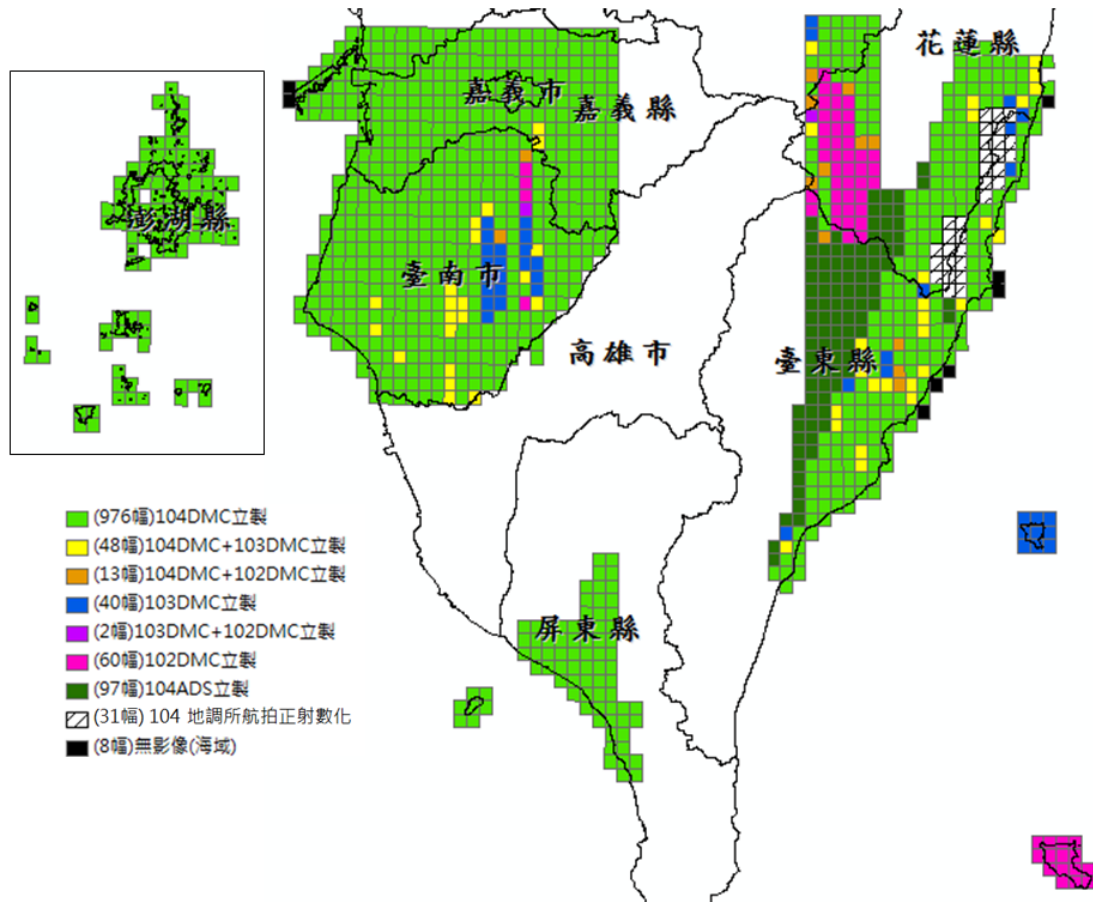 花蓮縣
嘉義市
嘉義縣
澎湖縣
臺南市
高雄市
臺東縣
屏東縣
(976幅)104DMC立製
(48幅)104DMC+103DMC立製
(13幅)104DMC+102DMC立製
(40幅)103DMC立製
(2幅)103DMC+102DMC立製
(60幅)102DMC立製
(97幅)104ADS立製
(31幅) 104 地調所航拍正射數化
(8幅)無影像(海域)